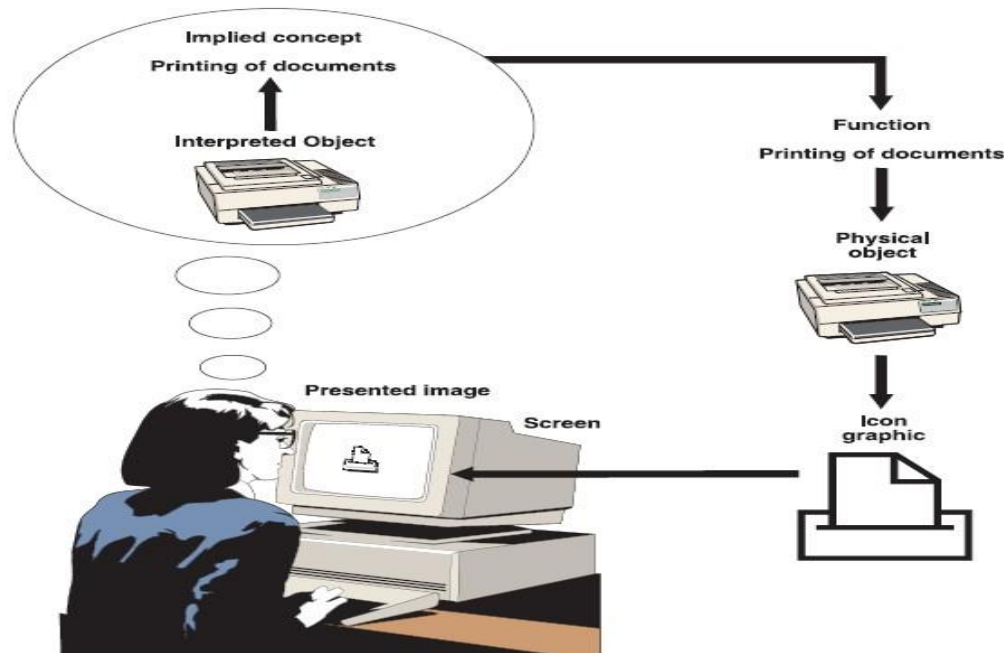 Implied concept
Printing of documents
Interpreted Object
Function
Printing of documents
Physical
object
Presented image
Screen
Icon
graphic